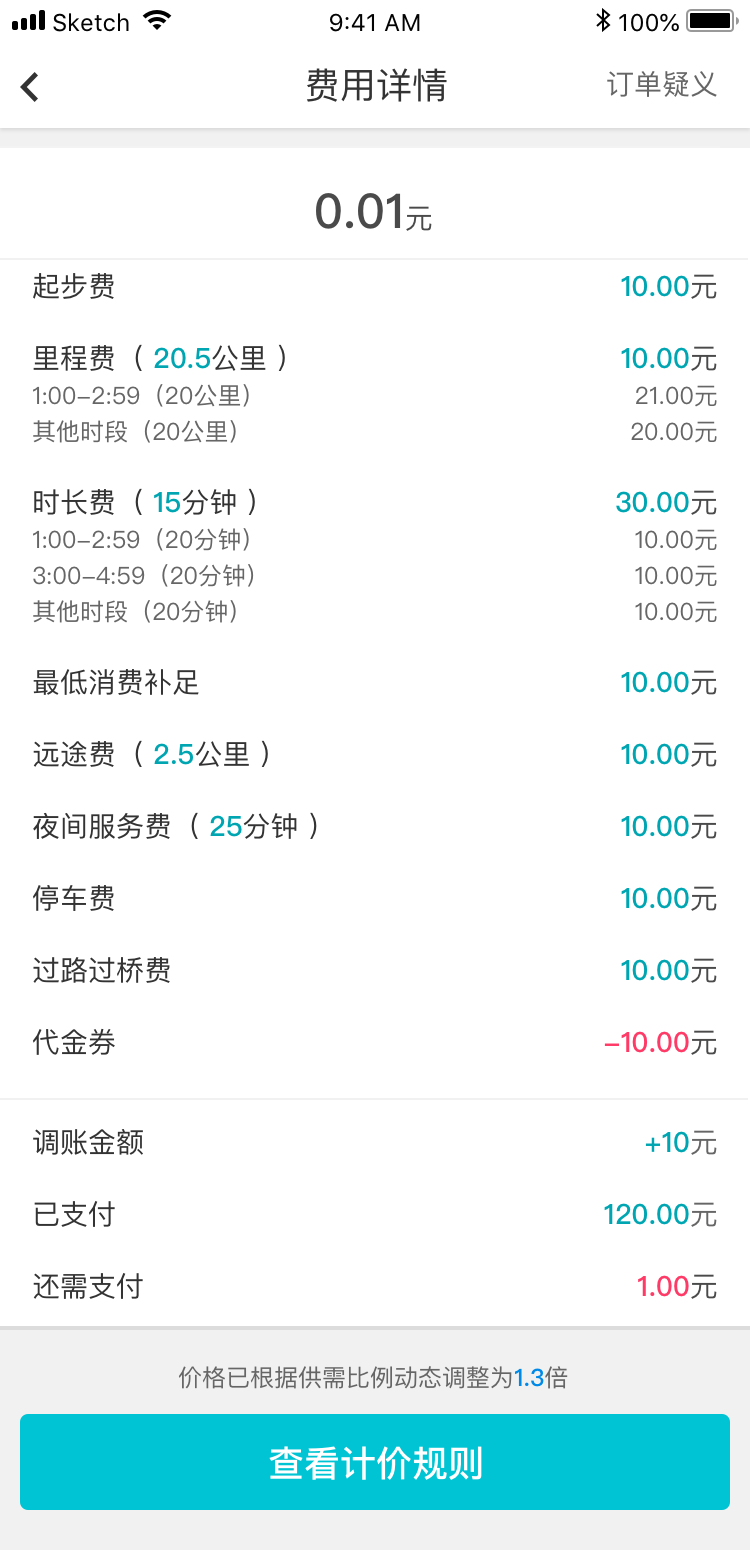 Sketch 9:41 AM 100%
费用详情 订单疑义
0.01元
起步费 10.00元
里程费（20.5公里） 10.00元
1:00–2:59（20公里） 21.00元
其他时段（20公里） 20.00元
时长费（15分钟） 30.00元
1:00–2:59（20分钟） 10.00元
3:00–4:59（20分钟） 10.00元
其他时段（20分钟） 10.00元
最低消费补足 10.00元
远途费（2.5公里） 10.00元
夜间服务费（25分钟） 10.00元
停车费 10.00元
过路过桥费 10.00元
代金券 –10.00元
调账金额 +10元
已支付 120.00元
还需支付 1.00元
价格已根据供需比例动态调整为1.3倍
查看计价规则